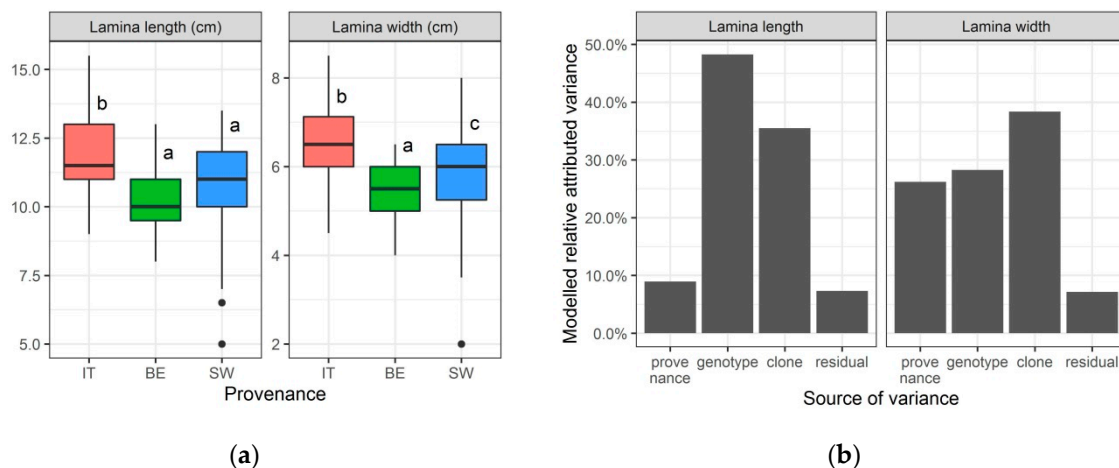 Lamina length (cm)
Lamina width (cm)
15.0
12.5
10.0
7.5
5.0
b
a
a
8
6
4
2
b
a
c
IT
BE
SW
IT
BE
SW
Provenance
(a)
Lamina length
Lamina width
Modelled relative attributed variance
50.0%
40.0%
30.0%
20.0%
10.0%
0.0%
prove
nance
genotype
clone
residual
prove
nance
genotype
clone
residual
Source of variance
(b)